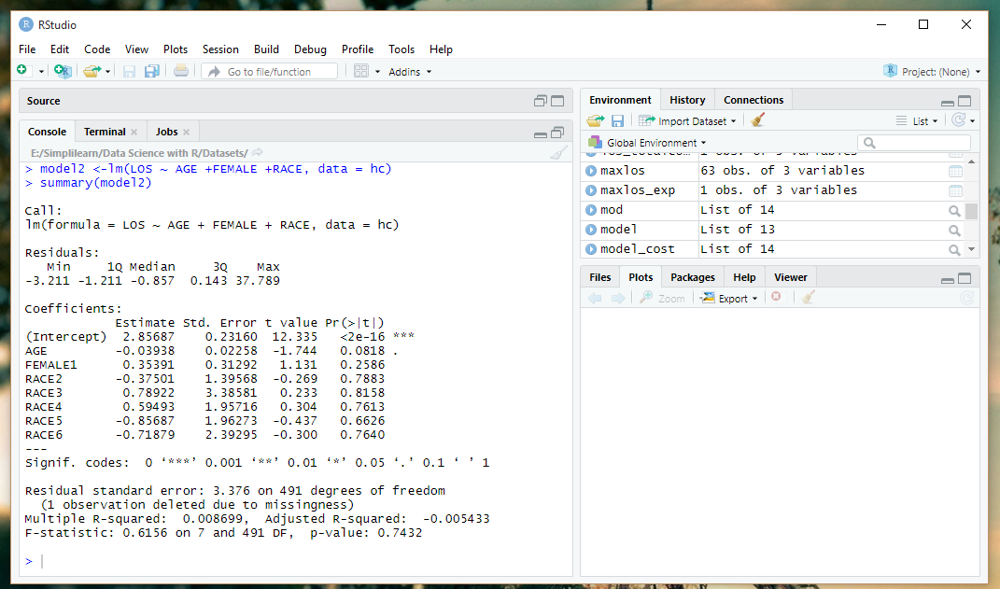 RStudio
File Edit Code View Plots Session Build Debug Profile Tools Help
Go to file/function Addins Project: (None)
Source
Console Terminal Jobs
E:/Simplilearn/Data Science with R/Datasets/
> model2 <-lm(LOS ~ AGE +FEMALE +RACE, data = hc)
> summary(model2)
Call:
lm(formula = LOS ~ AGE + FEMALE + RACE, data = hc)
Residuals:
Min 1Q Median 3Q Max
-3.211 -1.211 -0.857 0.143 37.789
Coefficients:
Estimate Std. Error t value Pr(>|t|)
(Intercept) 2.85687 0.23160 12.335 <2e-16 ***
AGE -0.03938 0.02258 -1.744 0.0818 .
FEMALE1 0.35391 0.31292 1.131 0.2586
RACE2 -0.37501 1.39568 -0.269 0.7883
RACE3 0.78922 3.38581 0.233 0.8158
RACE4 0.59493 1.95716 0.304 0.7613
RACE5 -0.85687 1.96273 -0.437 0.6626
RACE6 -0.71879 2.39295 -0.300 0.7640
---
Signif. codes: 0 ‘***’ 0.001 ‘**’ 0.01 ‘*’ 0.05 ‘.’ 0.1 ‘ ’ 1
Residual standard error: 3.376 on 491 degrees of freedom
(1 observation deleted due to missingness)
Multiple R-squared: 0.008699, Adjusted R-squared: -0.005433
F-statistic: 0.6156 on 7 and 491 DF, p-value: 0.7432
>
Environment History Connections
Import Dataset List
Global Environment
1 obs. of 3 variables
maxlos 63 obs. of 3 variables
maxlos_exp 1 obs. of 3 variables
mod List of 14
model List of 13
model_cost List of 14
Files Plots Packages Help Viewer
Zoom Export